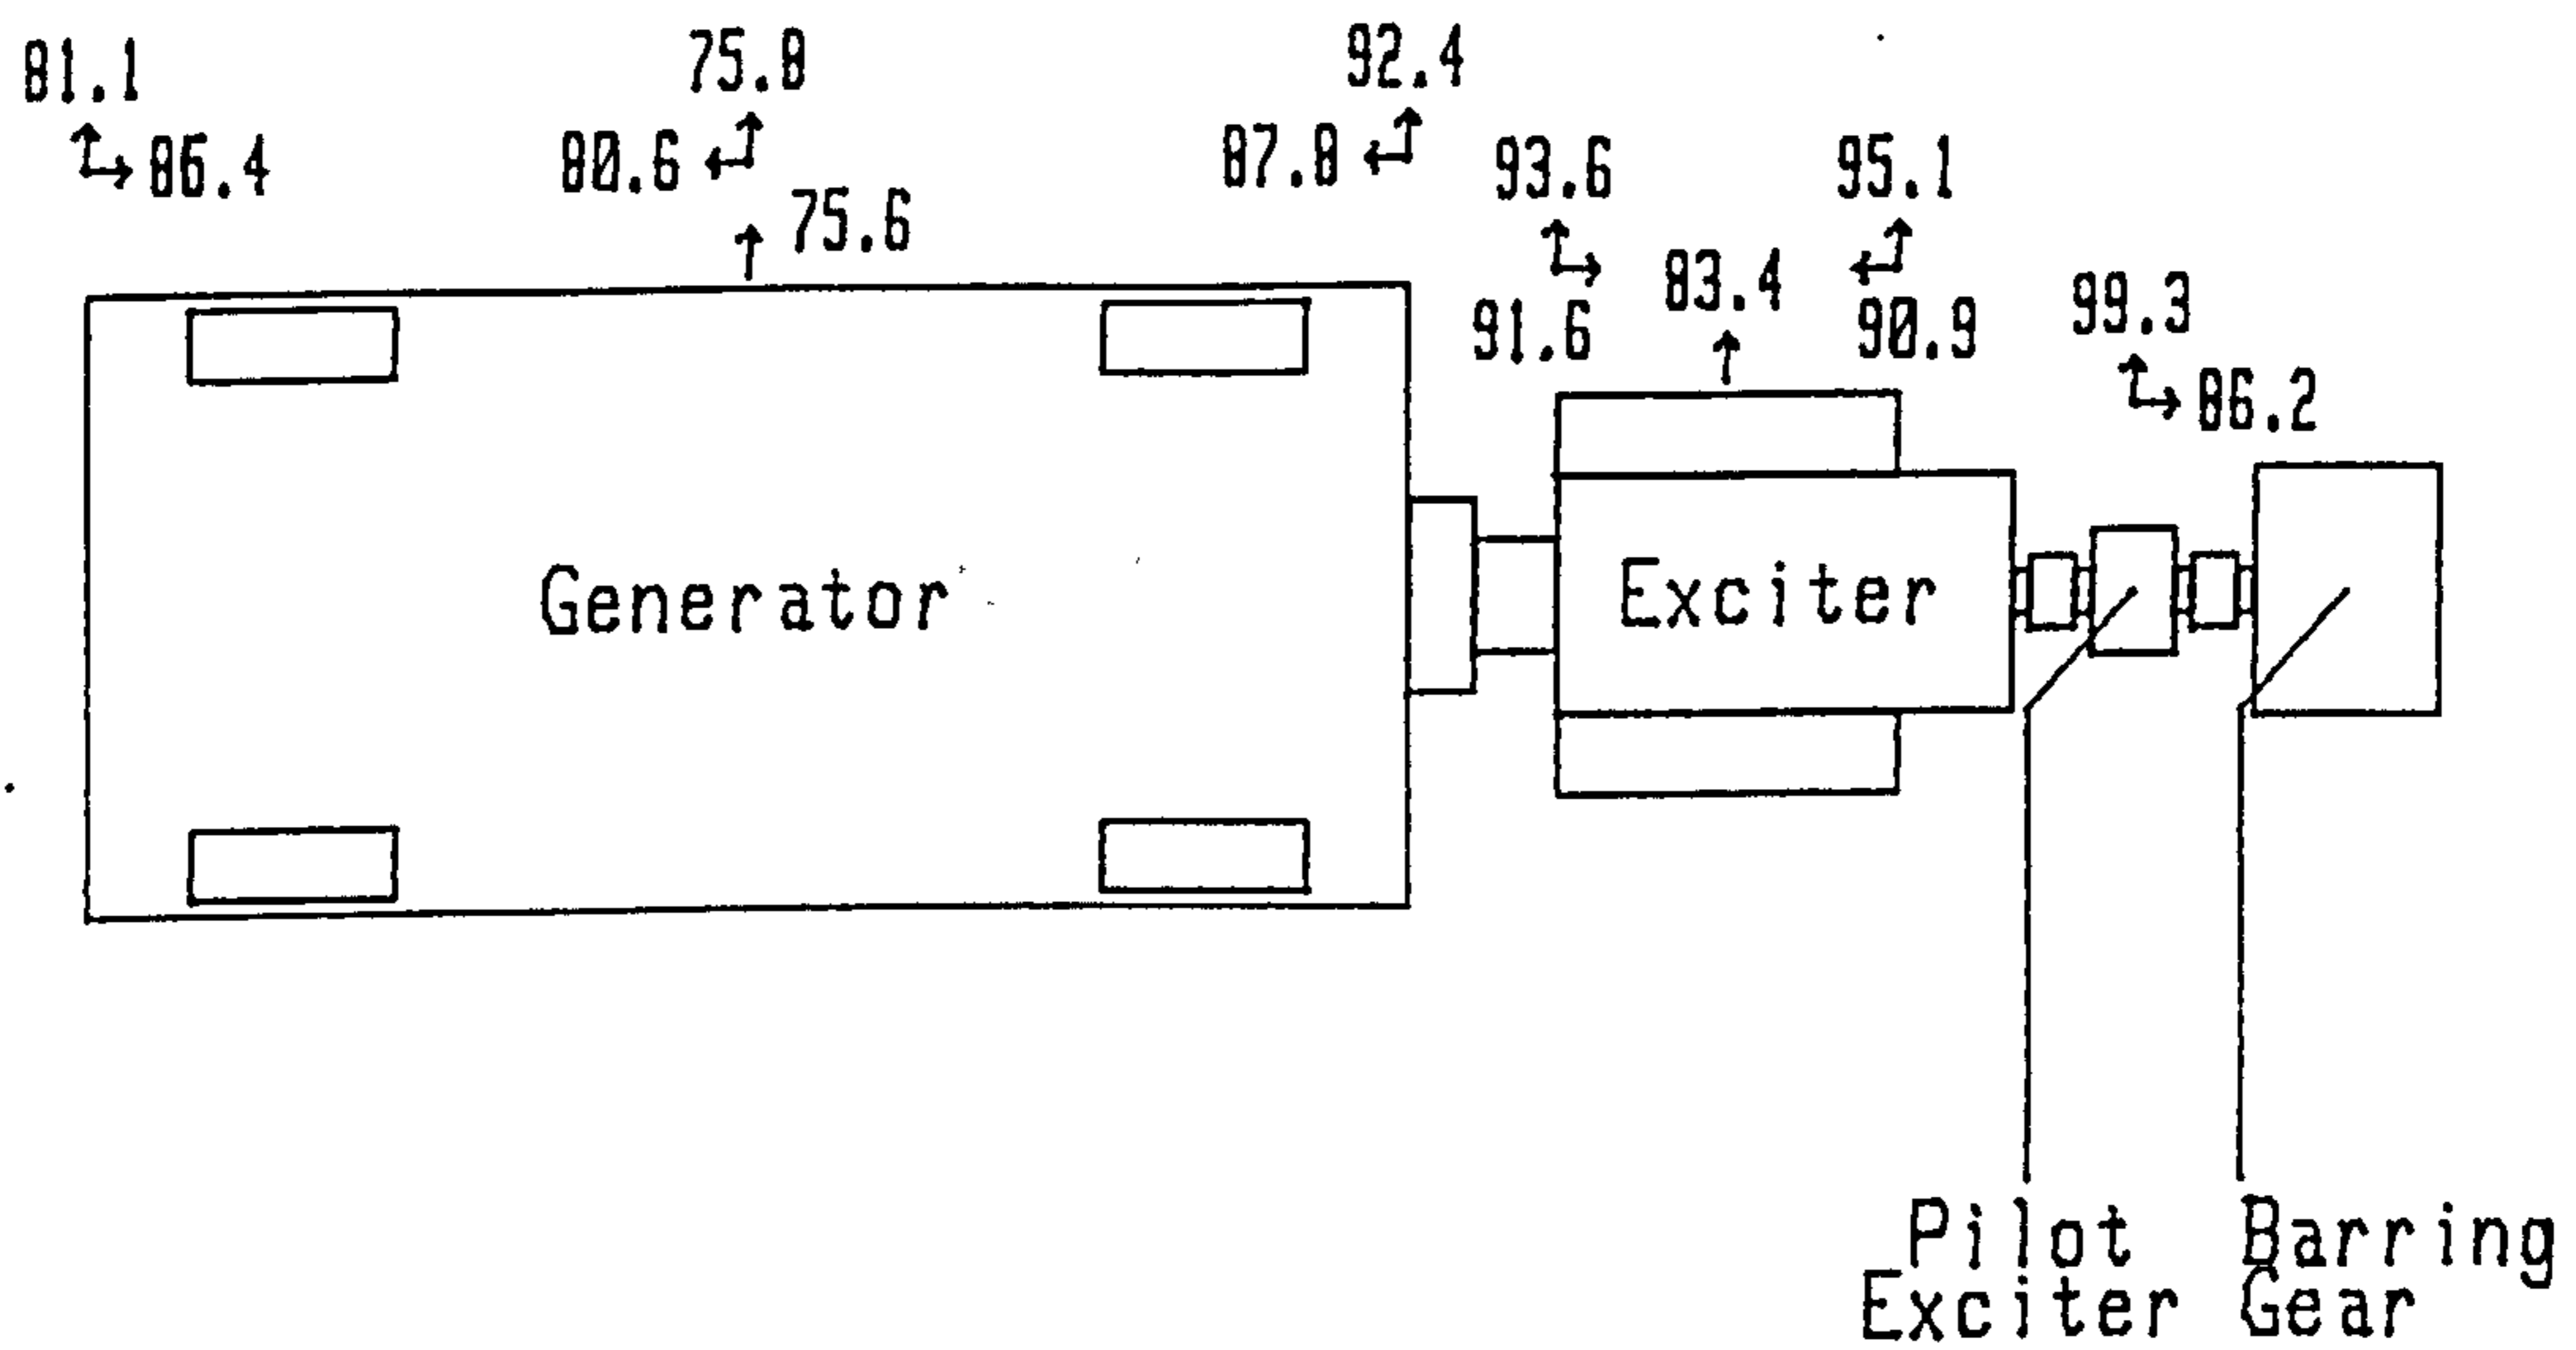 81.1
86.4
75.8
80.6
75.6
92.4
87.8
93.6
91.6
83.4
95.1
90.9
99.3
86.2
Generator
Exciter
Pilot
Exciter
Barring
Gear